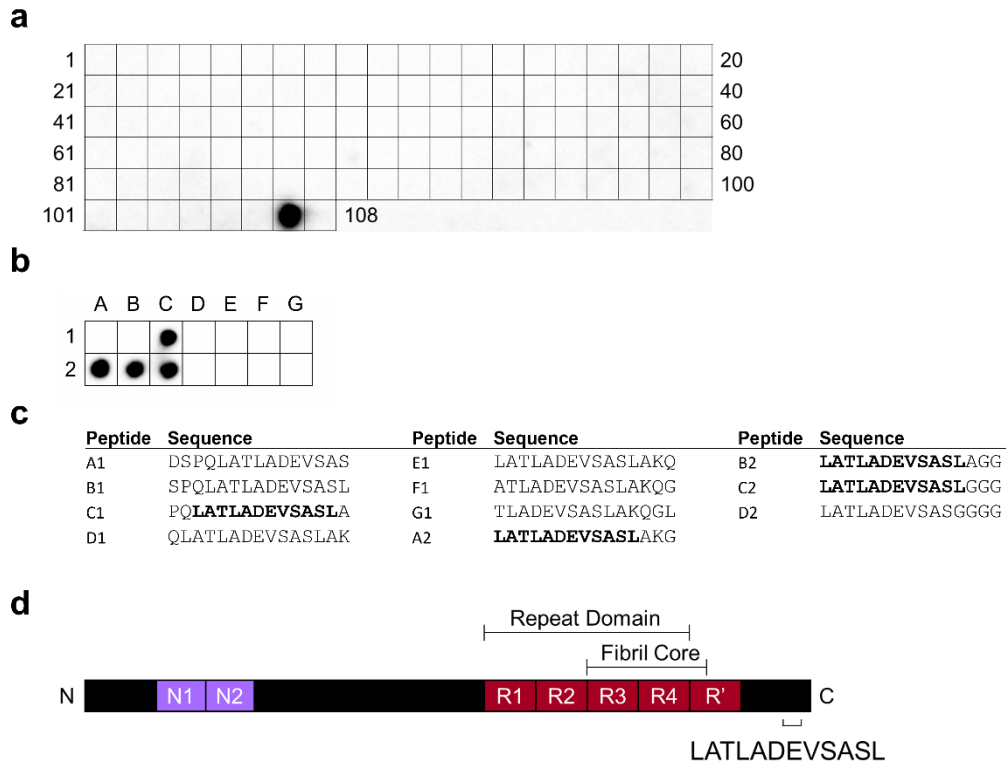 a
1 20
21 40
41 60
61 80
81 100
101 108
b
A B C D E F G
1
2
c
Peptide Sequence Peptide Sequence Peptide Sequence
A1 DSPQLATLADEVSAS E1 LATLADEVSASLAKQ B2 LATLADEVSASLAGG
B1 SPQLATLADEVSASL F1 ATLADEVSASLAKQG C2 LATLADEVSASLGGG
C1 PQLATLADEVSASLA G1 TLADEVSASLAKQGL D2 LATLADEVSASGGGG
D1 QLATLADEVSASLAK A2 LATLADEVSASLAKG
d
Repeat Domain
Fibril Core
N N1 N2 R1 R2 R3 R4 R' C
LATLADEVSASL